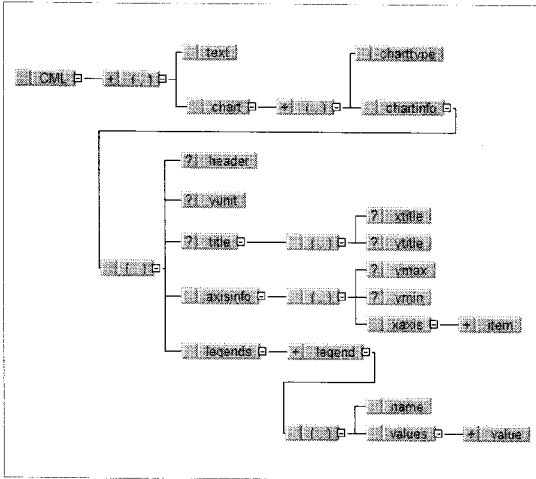 text
CML
+ (..)
charttype
chart
+ (..)
chartinfo
? header
? yunit
? title
(..)
? xtitle
? ytitle
(..)
axisinfo
(..)
? ymax
? ymin
xaxis
+ item
legends
+ legend
name
(..)
values
+ value